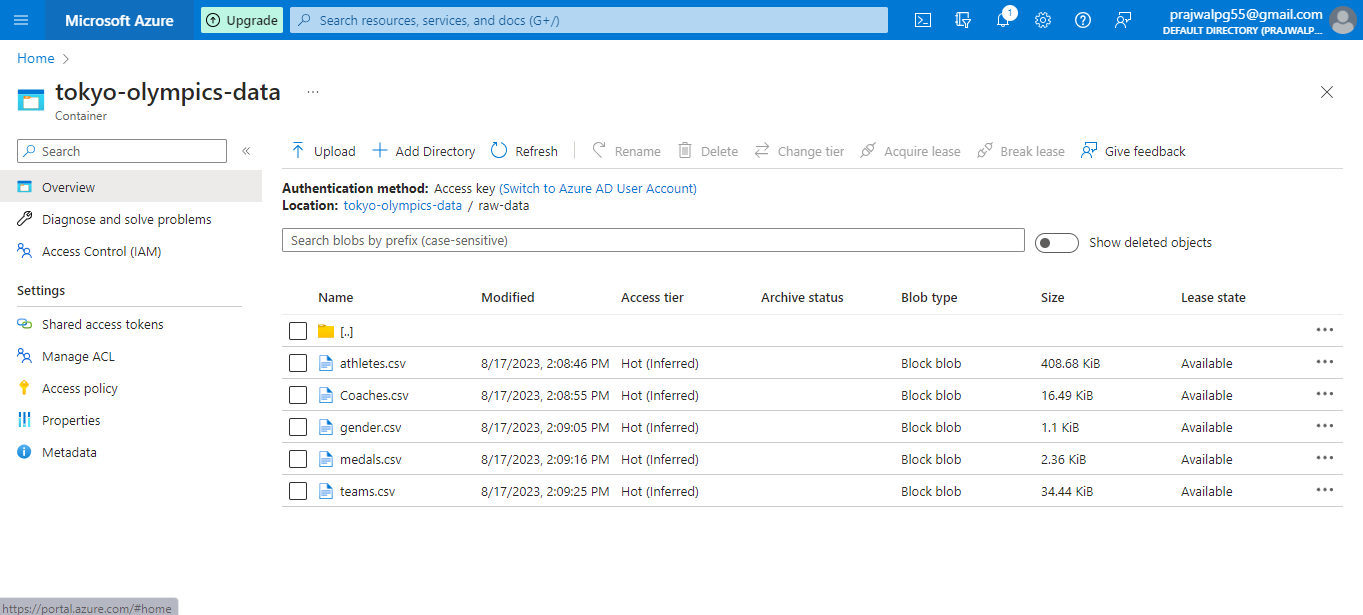 Microsoft Azure Upgrade Search resources, services, and docs (G+/) 1 prajwalpg55@gmail.com
DEFAULT DIRECTORY (PRAJWALP...
Home
tokyo-olympics-data ...
Container
Search « Upload Add Directory Refresh Rename Delete Change tier Acquire lease Break lease Give feedback
Overview
Diagnose and solve problems
Access Control (IAM)
Settings
Shared access tokens
Manage ACL
Access policy
Properties
Metadata
Authentication method: Access key (Switch to Azure AD User Account)
Location: tokyo-olympics-data / raw-data
Search blobs by prefix (case-sensitive) Show deleted objects
Name Modified Access tier Archive status Blob type Size Lease state
[..]
athletes.csv 8/17/2023, 2:08:46 PM Hot (Inferred) Block blob 408.68 KiB Available
Coaches.csv 8/17/2023, 2:08:55 PM Hot (Inferred) Block blob 16.49 KiB Available
gender.csv 8/17/2023, 2:09:05 PM Hot (Inferred) Block blob 1.1 KiB Available
medals.csv 8/17/2023, 2:09:16 PM Hot (Inferred) Block blob 2.36 KiB Available
teams.csv 8/17/2023, 2:09:25 PM Hot (Inferred) Block blob 34.44 KiB Available
https://portal.azure.com/#home